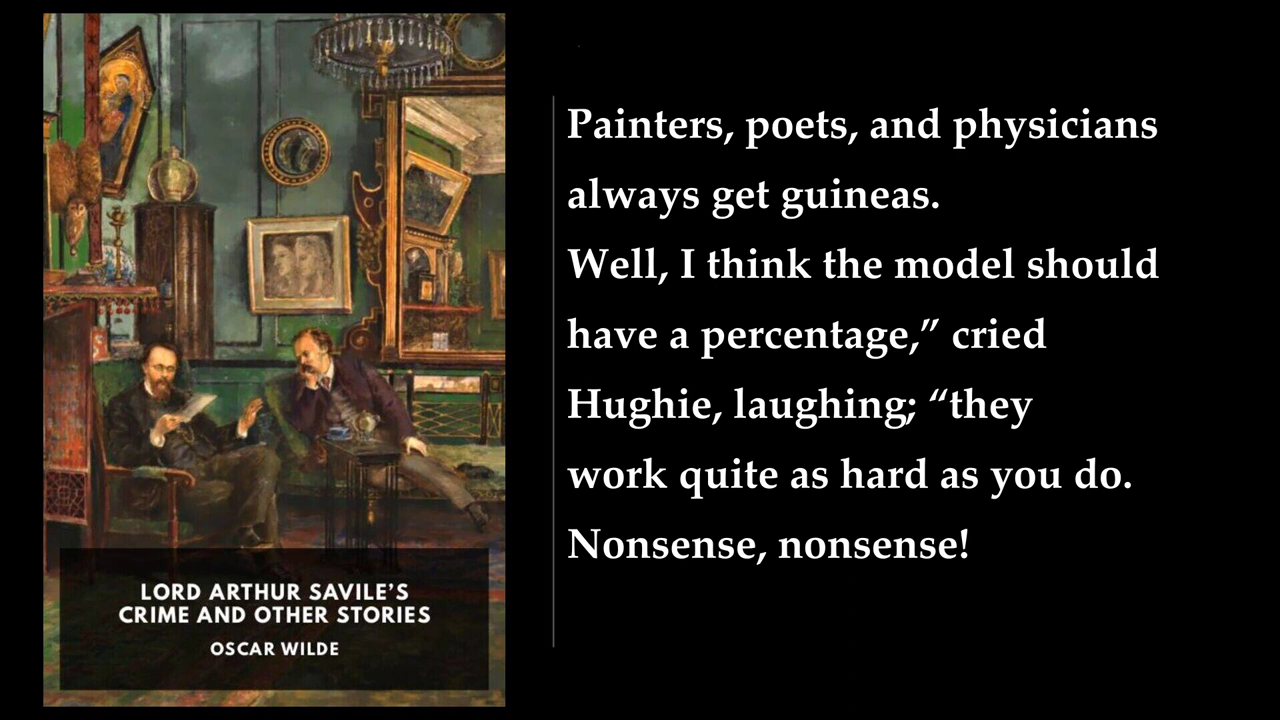 LORD ARTHUR SAVILE’S
CRIME AND OTHER STORIES
OSCAR WILDE
Painters, poets, and physicians
always get guineas.
Well, I think the model should
have a percentage,” cried
Hughie, laughing; “they
work quite as hard as you do.
Nonsense, nonsense!